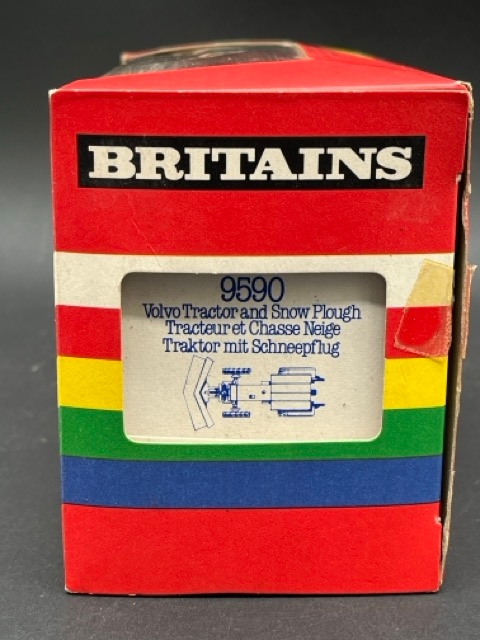 BRITAINS
9590
Volvo Tractor and Snow Plough
Tracteur et Chasse Neige
Traktor mit Schneepflug